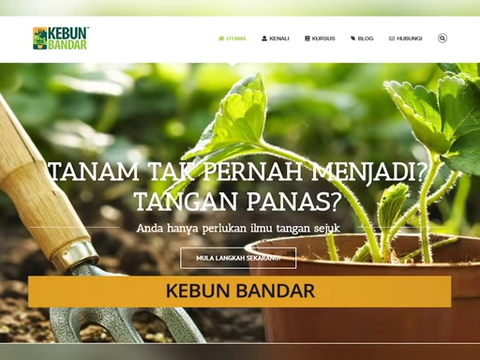 KEBUN™
BANDAR
UTAMA
KENALI
KURSUS
BLOG
HUBUNGI
TANAM TAK PERNAH MENJADI?
TANGAN PANAS?
Anda hanya perlukan ilmu tangan sejuk
MULA LANGKAH SEKARANG!
KEBUN BANDAR